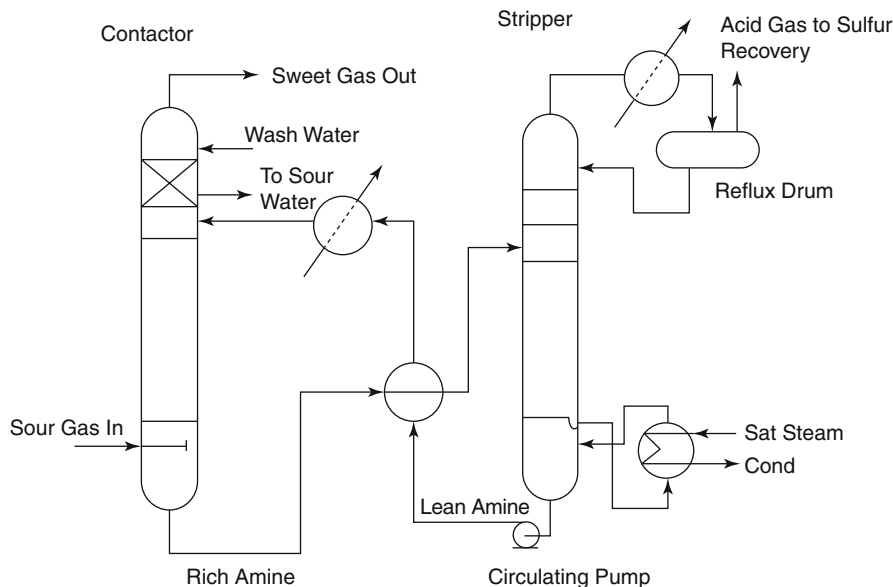 Contactor
Stripper
Acid Gas to Sulfur
Recovery
Sweet Gas Out
Wash Water
To Sour
Water
Reflux Drum
Sour Gas In
Sat Steam
Cond
Lean Amine
Rich Amine
Circulating Pump